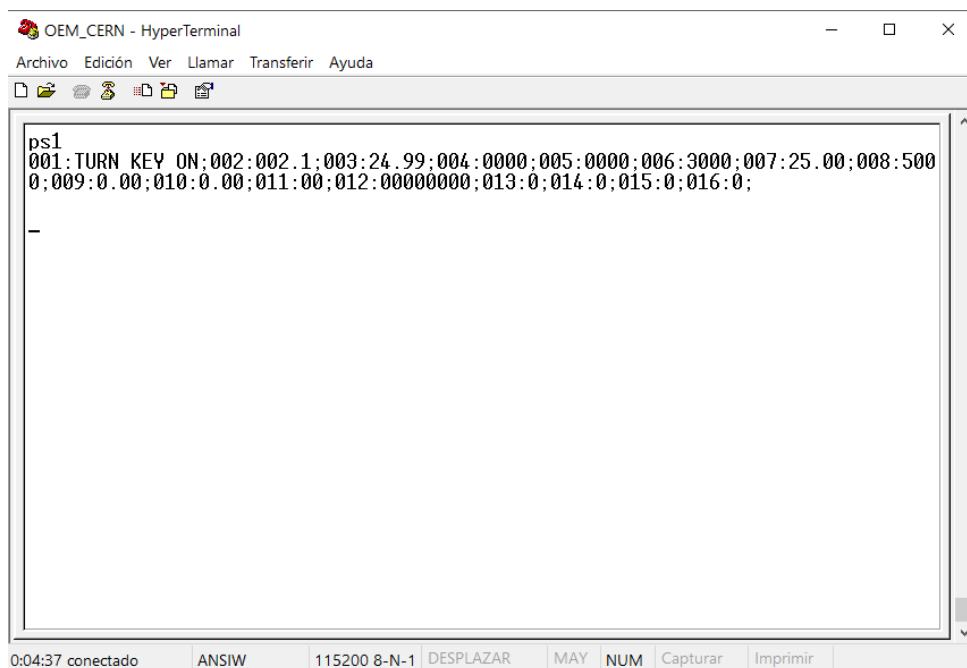 OEM_CERN - HyperTerminal
Archivo Edición Ver Llamar Transferir Ayuda
ps1
001:TURN KEY ON;002:002.1;003:24.99;004:0000;005:0000;006:3000;007:25.00;008:500
0;009:0.00;010:0.00;011:00;012:00000000;013:0;014:0;015:0;016:0;
0:04:37 conectado ANSIW 115200 8-N-1 DESPLAZAR MAY NUM Capturar Imprimir